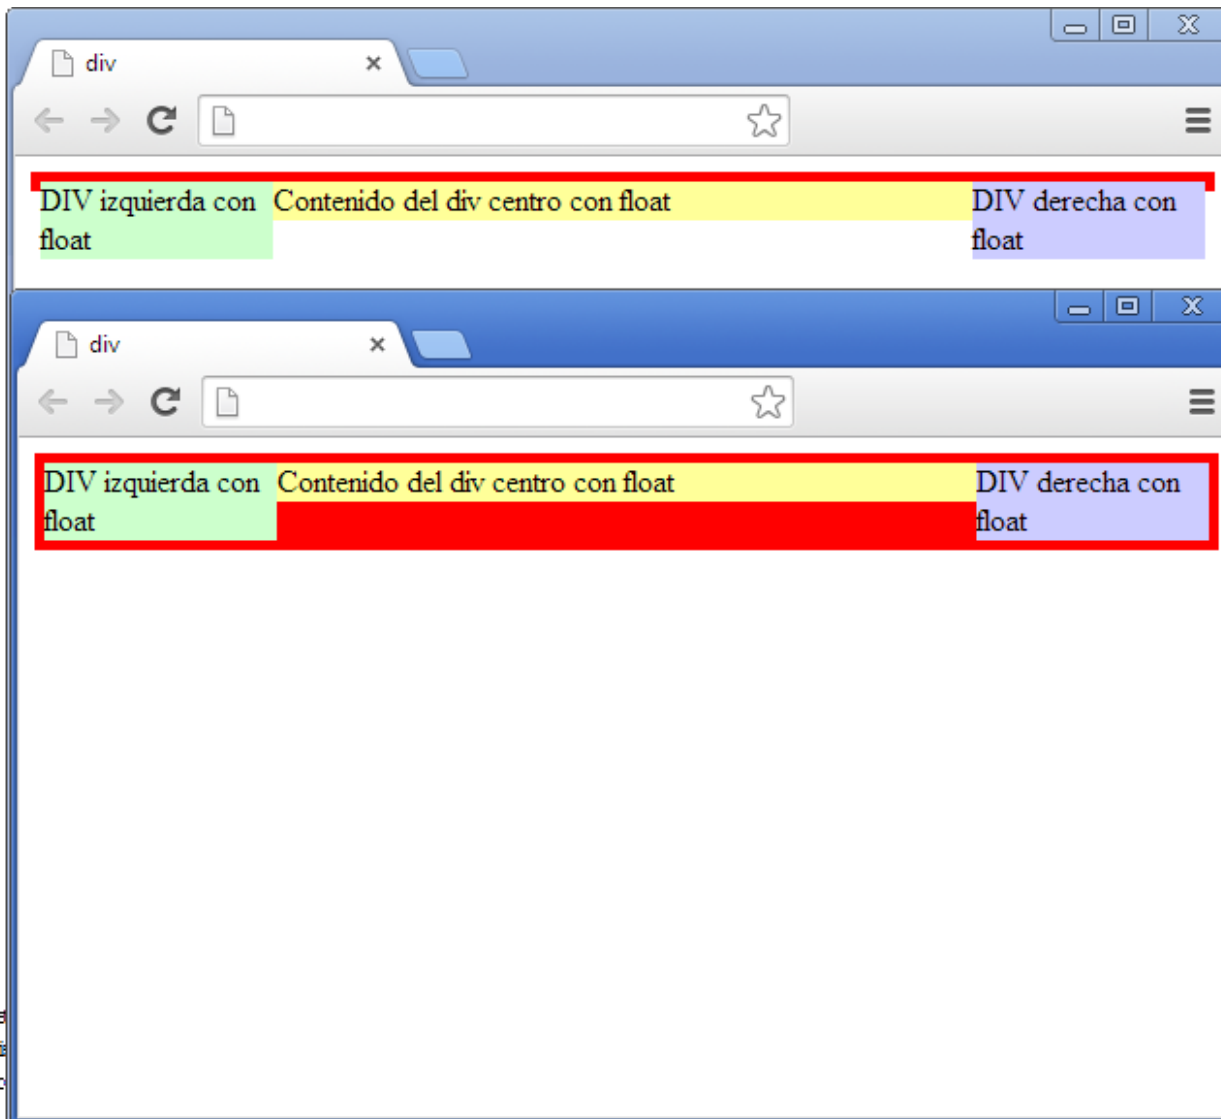 div
DIV izquierda con Contenido del div centro con float DIV derecha con
float float
div
DIV izquierda con Contenido del div centro con float DIV derecha con
float float